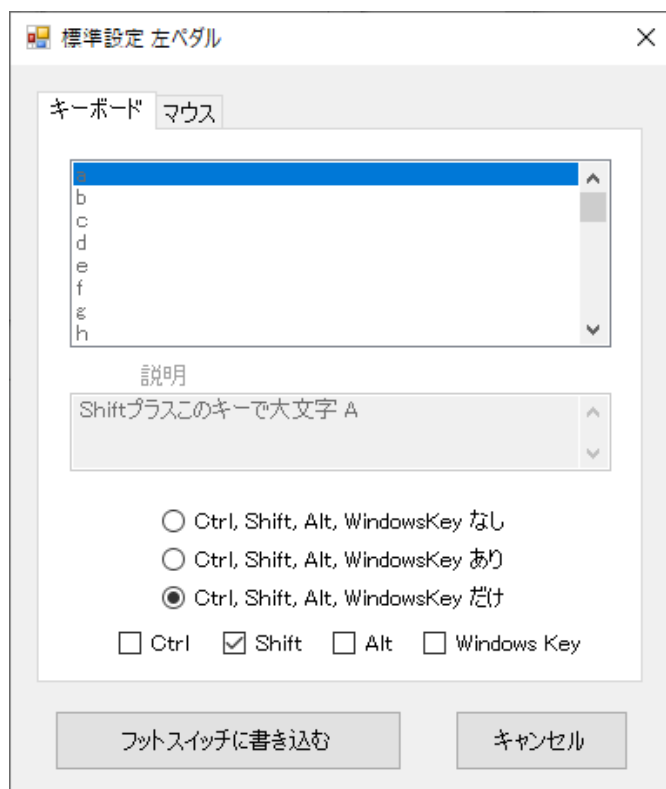 標準設定 左ペダル
キーボード マウス
a
b
c
d
e
f
g
h
説明
Shiftプラスこのキーで大文字 A
Ctrl, Shift, Alt, WindowsKey なし
Ctrl, Shift, Alt, WindowsKey あり
Ctrl, Shift, Alt, WindowsKey だけ
Ctrl Shift Alt Windows Key
フットスイッチに書き込む キャンセル